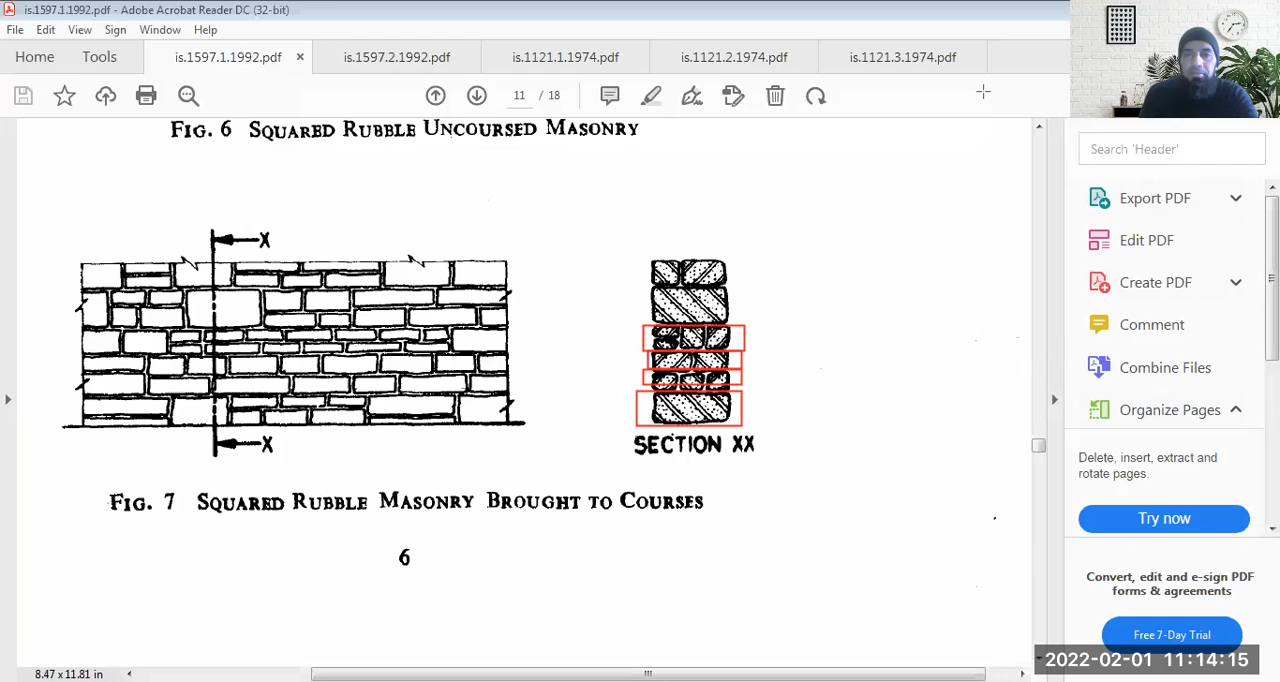 is.1597.1.1992.pdf - Adobe Acrobat Reader DC (32-bit)
File Edit View Sign Window Help
Home Tools is.1597.1.1992.pdf × is.1597.2.1992.pdf is.1121.1.1974.pdf is.1121.2.1974.pdf is.1121.3.1974.pdf
11 / 18
FIG. 6 SQUARED RUBBLE UNCOURSED MASONRY
X
X
SECTION XX
FIG. 7 SQUARED RUBBLE MASONRY BROUGHT TO COURSES
6
8.47 x 11.81 in
Search 'Header'
Export PDF
Edit PDF
Create PDF
Comment
Combine Files
Organize Pages
Delete, insert, extract and
rotate pages.
Try now
Convert, edit and e-sign PDF
forms & agreements
Free 7-Day Trial
2022-02-01 11:14:15